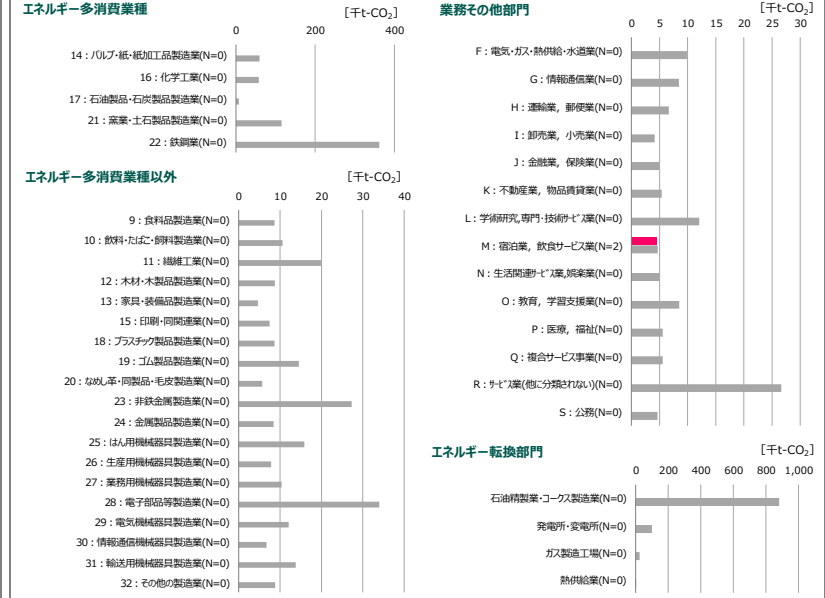 エネルギー多消費業種
[千t-CO₂]
0 200 400
14：パルプ・紙・紙加工品製造業(N=0)
16：化学工業(N=0)
17：石油製品・石炭製品製造業(N=0)
21：窯業・土石製品製造業(N=0)
22：鉄鋼業(N=0)
エネルギー多消費業種以外
[千t-CO₂]
0 10 20 30 40
9：食料品製造業(N=0)
10：飲料・たばこ・飼料製造業(N=0)
11：繊維工業(N=0)
12：木材・木製品製造業(N=0)
13：家具・装備品製造業(N=0)
15：印刷・同関連業(N=0)
18：プラスチック製品製造業(N=0)
19：ゴム製品製造業(N=0)
20：なめし革・同製品・毛皮製造業(N=0)
23：非鉄金属製造業(N=0)
24：金属製品製造業(N=0)
25：はん用機械器具製造業(N=0)
26：生産用機械器具製造業(N=0)
27：業務用機械器具製造業(N=0)
28：電子部品等製造業(N=0)
29：電気機械器具製造業(N=0)
30：情報通信機械器具製造業(N=0)
31：輸送用機械器具製造業(N=0)
32：その他の製造業(N=0)
業務その他部門
[千t-CO₂]
0 5 10 15 20 25 30
F：電気・ガス・熱供給・水道業(N=0)
G：情報通信業(N=0)
H：運輸業，郵便業(N=0)
I：卸売業，小売業(N=0)
J：金融業，保険業(N=0)
K：不動産業，物品賃貸業(N=0)
L：学術研究,専門・技術サービス業(N=0)
M：宿泊業，飲食サービス業(N=2)
N：生活関連サービス業,娯楽業(N=0)
O：教育，学習支援業(N=0)
P：医療，福祉(N=0)
Q：複合サービス事業(N=0)
R：サービス業(他に分類されない)(N=0)
S：公務(N=0)
エネルギー転換部門
[千t-CO₂]
0 200 400 600 800 1,000
石油精製業・コークス製造業(N=0)
発電所・変電所(N=0)
ガス製造工場(N=0)
熱供給業(N=0)